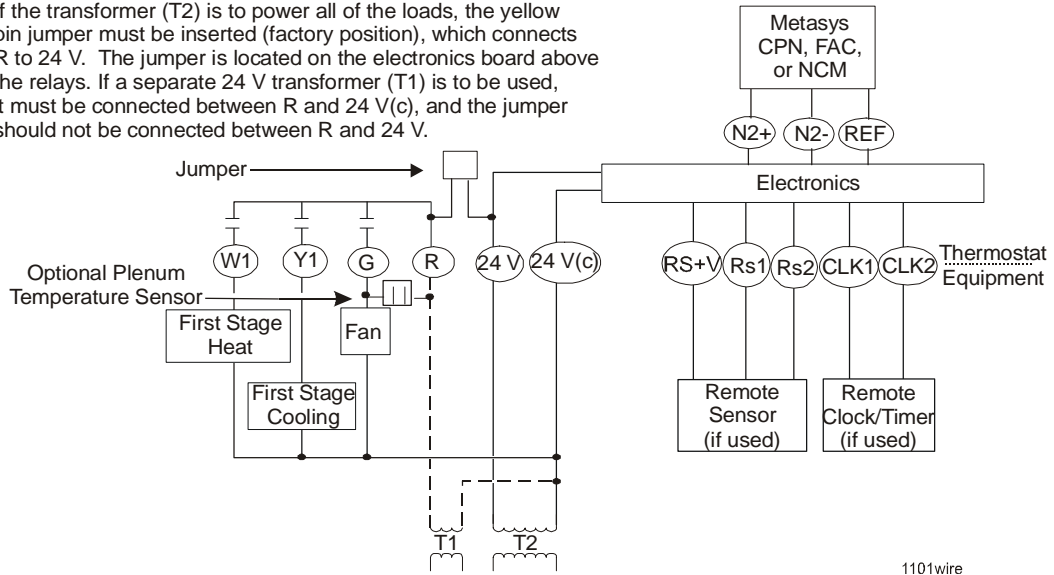 f the transformer (T2) is to power all of the loads, the yellow
pin jumper must be inserted (factory position), which connects
R to 24 V. The jumper is located on the electronics board above
he relays. If a separate 24 V transformer (T1) is to be used,
t must be connected between R and 24 V(c), and the jumper
should not be connected between R and 24 V.
Metasys
CPN, FAC,
or NCM
N2+ N2- REF
Jumper
Electronics
W1 Y1 G R 24 V 24 V(c) RS+V Rs1 Rs2 CLK1 CLK2
Thermostat
Equipment
Optional Plenum
Temperature Sensor
First Stage
Heat
Fan
First Stage
Cooling
Remote
Sensor
(if used)
Remote
Clock/Timer
(if used)
T1 T2
1101wire